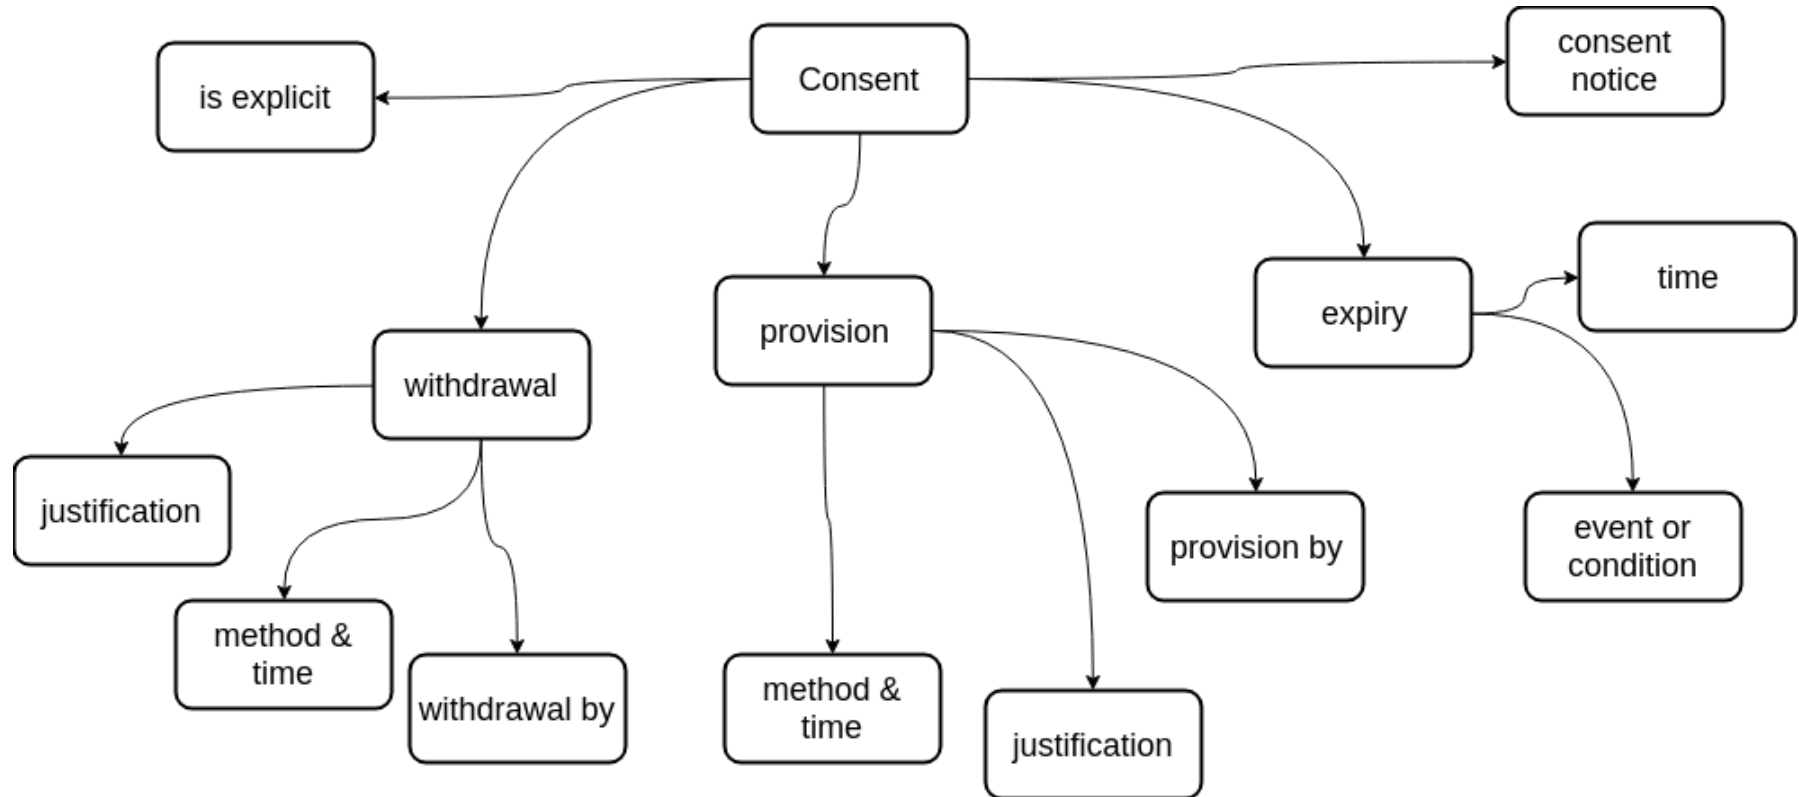 consent
notice
Consent
is explicit
time
expiry
provision
withdrawal
justification
event or
condition
provision by
method &
time
withdrawal by
method &
time
justification